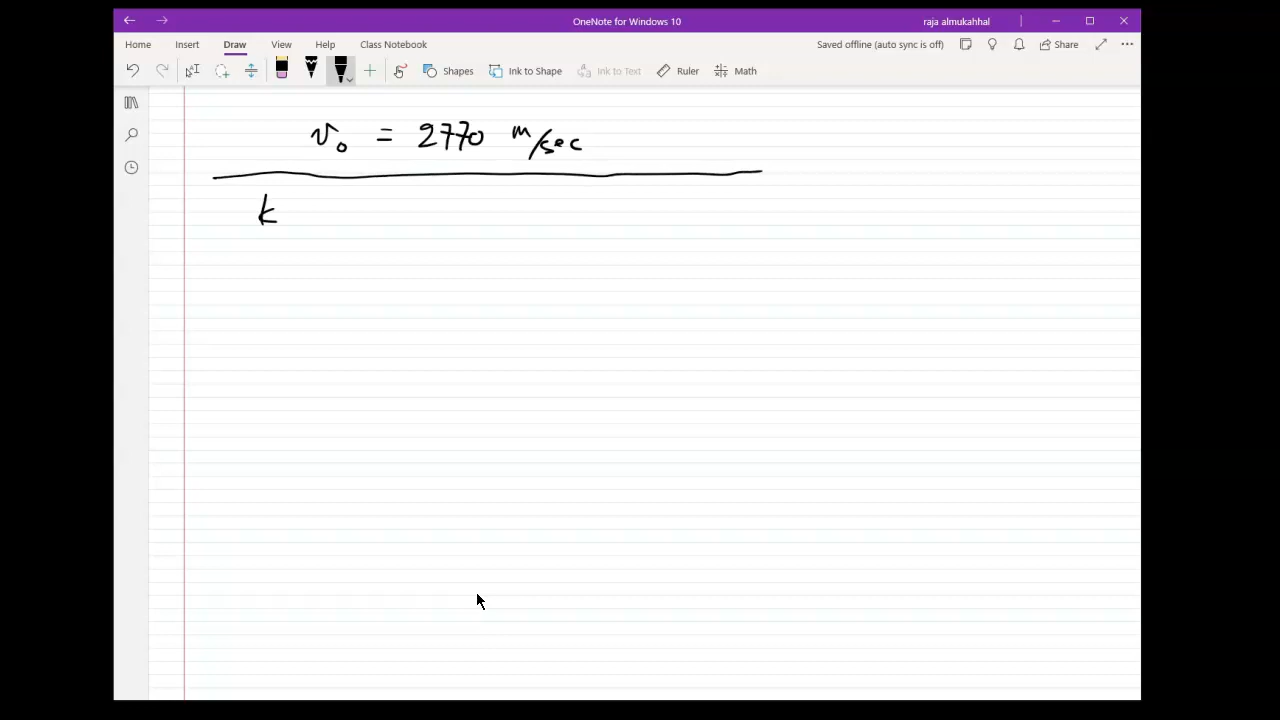 OneNote for Windows 10
raja almukahhal
Home Insert Draw View Help Class Notebook
Saved offline (auto sync is off) Share
Shapes Ink to Shape Ink to Text Ruler Math
v₀ = 2770 m/sec
k